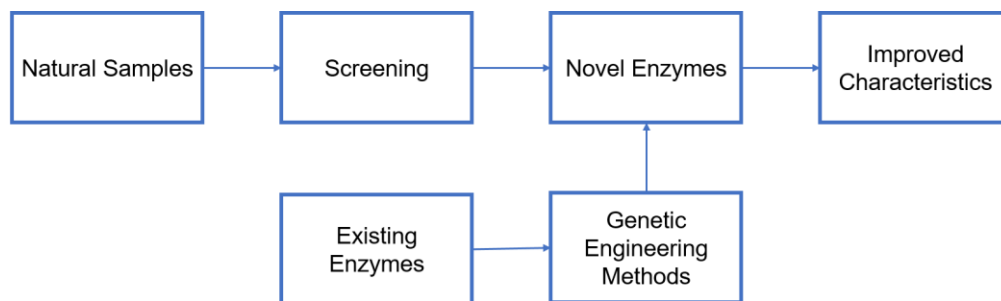 Natural Samples
Screening
Novel Enzymes
Improved
Characteristics
Existing
Enzymes
Genetic
Engineering
Methods